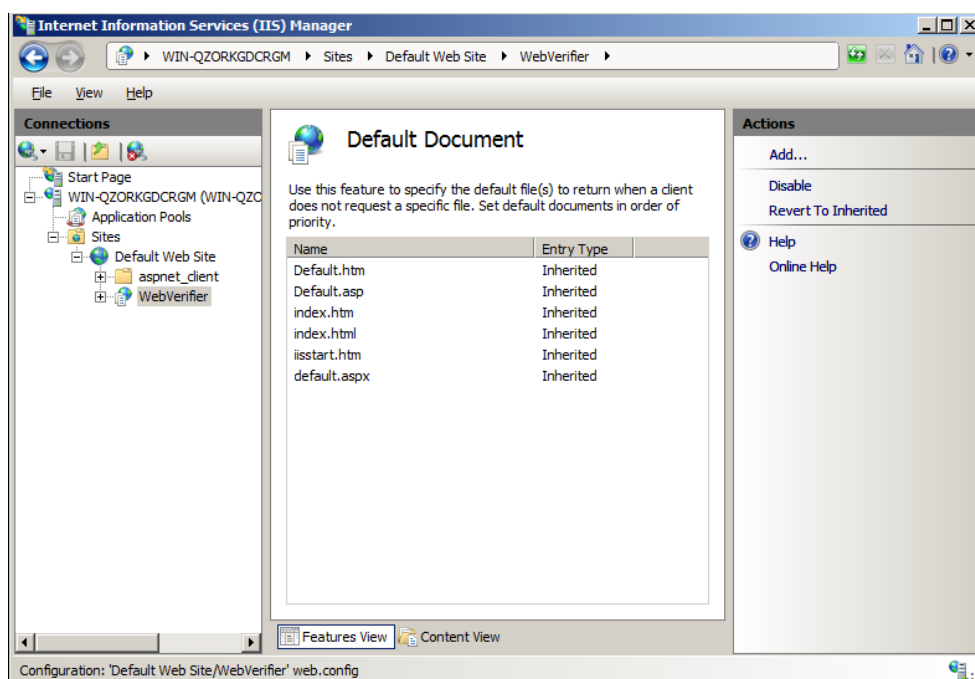 Internet Information Services (IIS) Manager
WIN-QZORKGDCRGM Sites Default Web Site WebVerifier
File View Help
Connections
Start Page
WIN-QZORKGDCRGM (WIN-QZO
Application Pools
Sites
Default Web Site
aspnet_client
WebVerifier
Default Document
Use this feature to specify the default file(s) to return when a client
does not request a specific file. Set default documents in order of
priority.
Name Entry Type
Default.htm Inherited
Default.asp Inherited
index.htm Inherited
index.html Inherited
iisstart.htm Inherited
default.aspx Inherited
Features View Content View
Actions
Add...
Disable
Revert To Inherited
Help
Online Help
Configuration: 'Default Web Site/WebVerifier' web.config